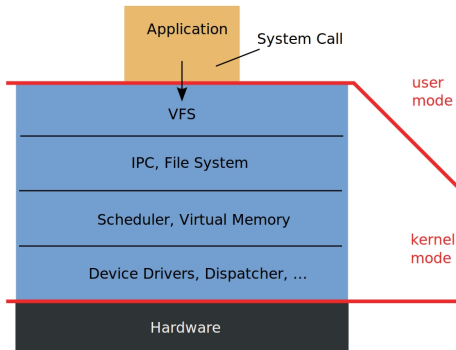 Application
System Call
user
mode
VFS
IPC, File System
Scheduler, Virtual Memory
kernel
mode
Device Drivers, Dispatcher, ...
Hardware